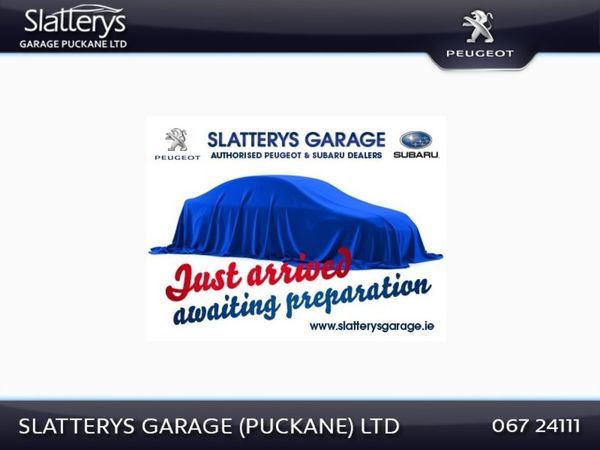 Slatterys
GARAGE PUCKANE LTD
PEUGEOT
SLATTERYS GARAGE
AUTHORISED PEUGEOT & SUBARU DEALERS
PEUGEOT
SUBARU
Just arrived
awaiting preparation
www.slatterysgarage.ie
SLATTERYS GARAGE (PUCKANE) LTD
067 24111